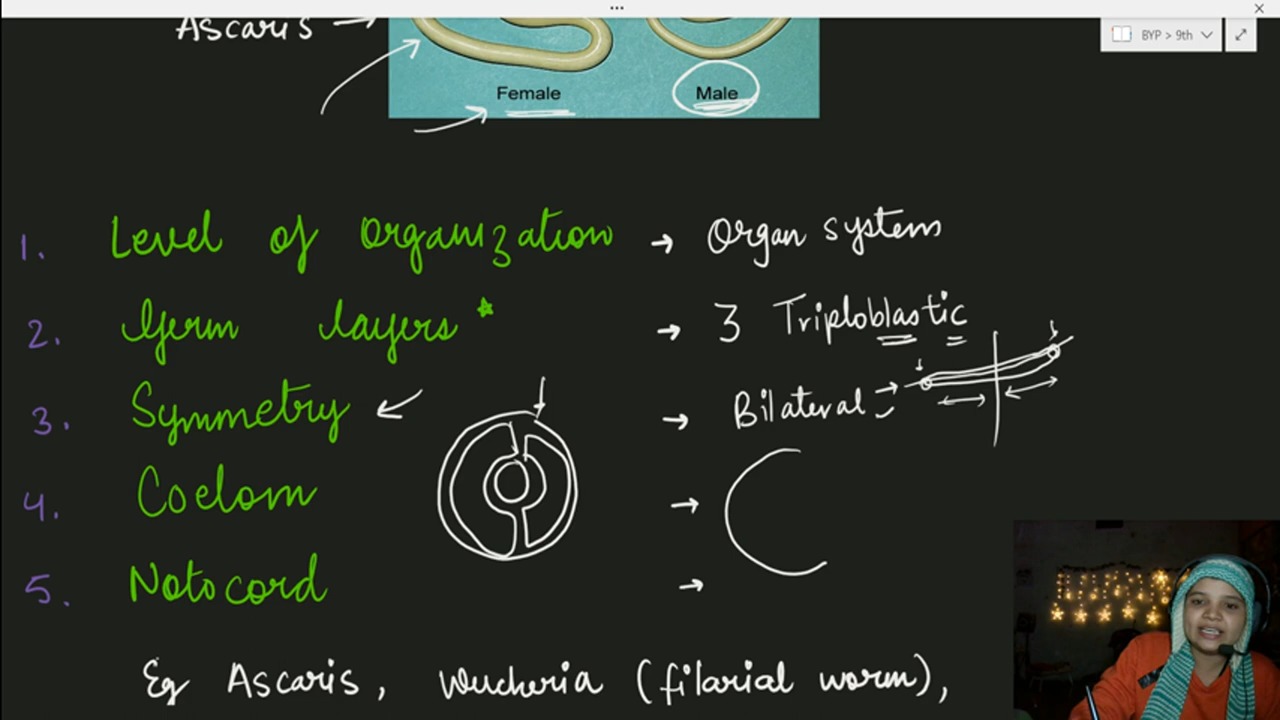 ...
BYP > 9th
Ascaris →
Female Male
1. Level of Organization → Organ system
2. Germ layers * → 3 Triploblastic
3. Symmetry → Bilateral
4. Coelom →
5. Notocord →
Eg Ascaris, Wucheria (filarial worm),